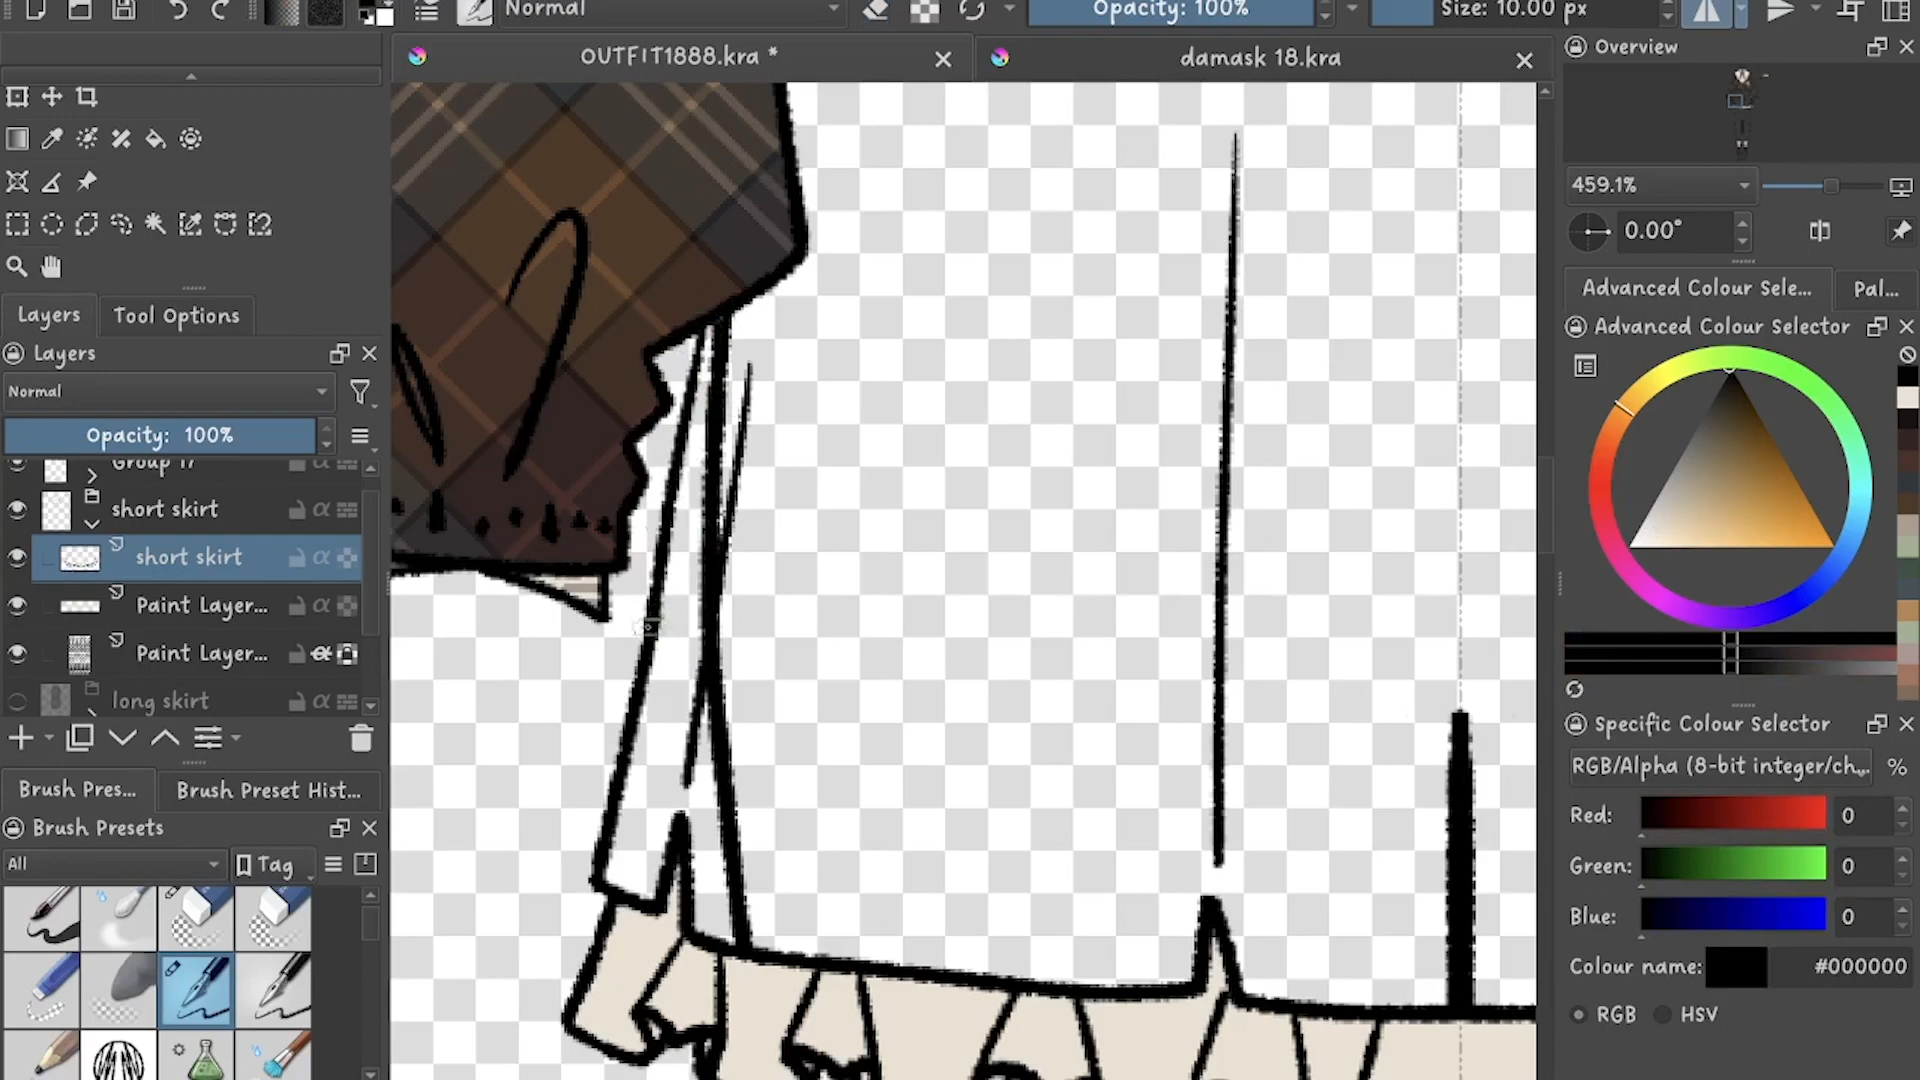 Normal
Opacity: 100%
Size: 10.00 px
OUTFIT1888.kra *
damask 18.kra
Overview
459.1%
0.00°
Layers
Tool Options
Layers
Normal
Opacity: 100%
Group 17
short skirt
short skirt
Paint Layer...
Paint Layer...
long skirt
Brush Pres...
Brush Preset Hist...
Brush Presets
All
Tag
Advanced Colour Sele...
Pal...
Advanced Colour Selector
Specific Colour Selector
RGB/Alpha (8-bit integer/ch...
%
Red:
0
Green:
0
Blue:
0
Colour name:
#000000
RGB
HSV